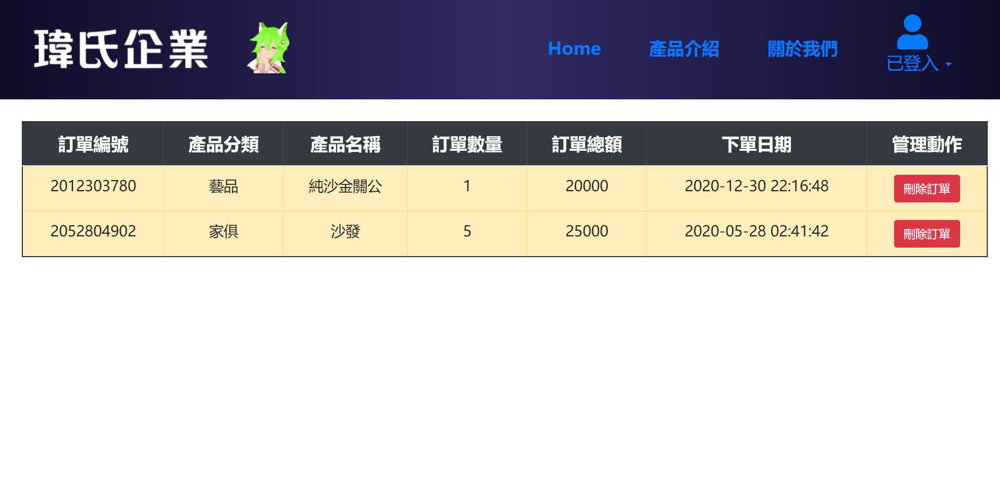 瑋氏企業
Home 產品介紹 關於我們 已登入
訂單編號 產品分類 產品名稱 訂單數量 訂單總額 下單日期 管理動作
2012303780 藝品 純沙金關公 1 20000 2020-12-30 22:16:48 刪除訂單
2052804902 家俱 沙發 5 25000 2020-05-28 02:41:42 刪除訂單